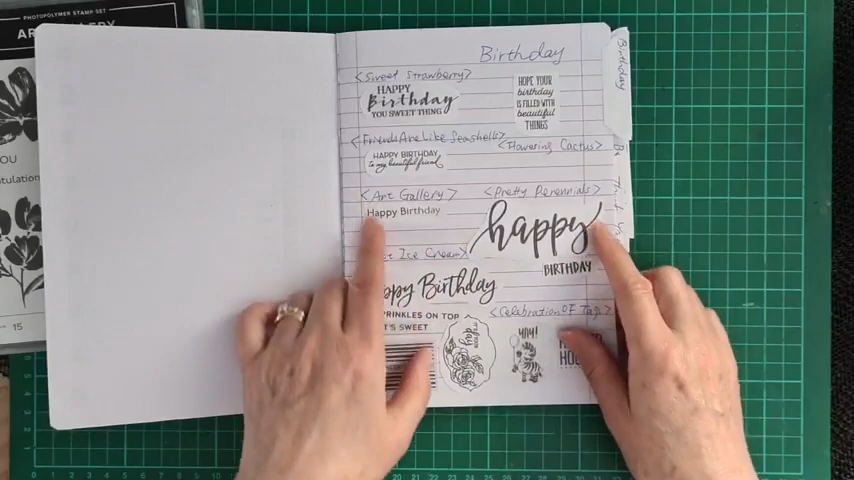 PHOTOPOLYMER STAMP SET
15
Birthday
Birthday
<Sweet Strawberry>
HAPPY
Birthday
YOU SWEET THING
HOPE YOUR
birthday
IS FILLED WITH
beautiful
THINGS
<Friends Are Like Seashells>
HAPPY BIRTHDAY
to my beautiful friend
<Flowering Cactus>
<Art Gallery>
Happy Birthday
<Pretty Perennials>
happy
BIRTHDAY
Ice Cream>
Happy Birthday
SPRINKLES ON TOP
SWEET
<Celebration Of Tags>
YAY!